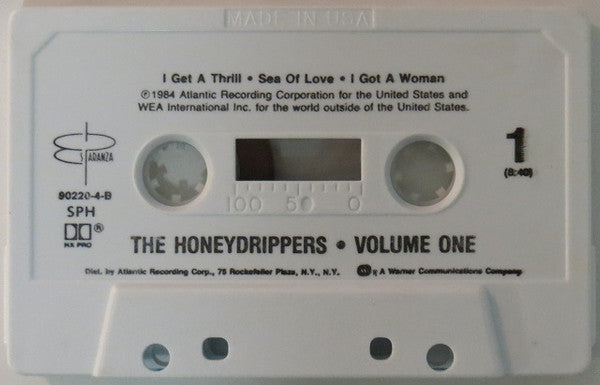 MADE IN USA
I Get A Thrill • Sea Of Love • I Got A Woman
℗1984 Atlantic Recording Corporation for the United States and
WEA International Inc. for the world outside of the United States.
ES PARANZA
1
(8:40)
90220-4-B
SPH
DD®
HX PRO
100 50 0
THE HONEYDRIPPERS • VOLUME ONE
Dist. by Atlantic Recording Corp., 75 Rockefeller Plaza, N.Y., N.Y.
A Warner Communications Company